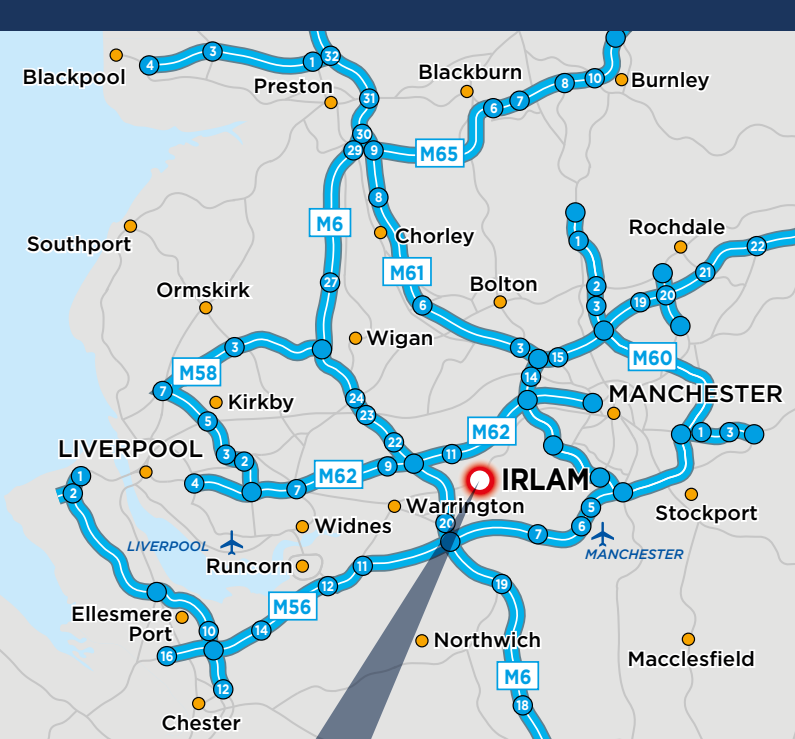 3
32
1
4
Blackpool
Preston
Blackburn
10
8
Burnley
31
7
6
30
29
9
M65
8
M6
Southport
Chorley
1
Rochdale
22
M61
21
27
Ormskirk
Bolton
2
20
19
3
6
Wigan
3
3
15
M60
M58
14
7
24
Kirkby
MANCHESTER
23
5
M62
1
3
22
LIVERPOOL
3
2
11
9
M62
1
4
7
IRLAM
2
Warrington
5
Stockport
Widnes
20
6
7
LIVERPOOL
MANCHESTER
Runcorn
11
12
19
M56
Ellesmere
Port
10
14
Northwich
16
Macclesfield
M6
12
18
Chester